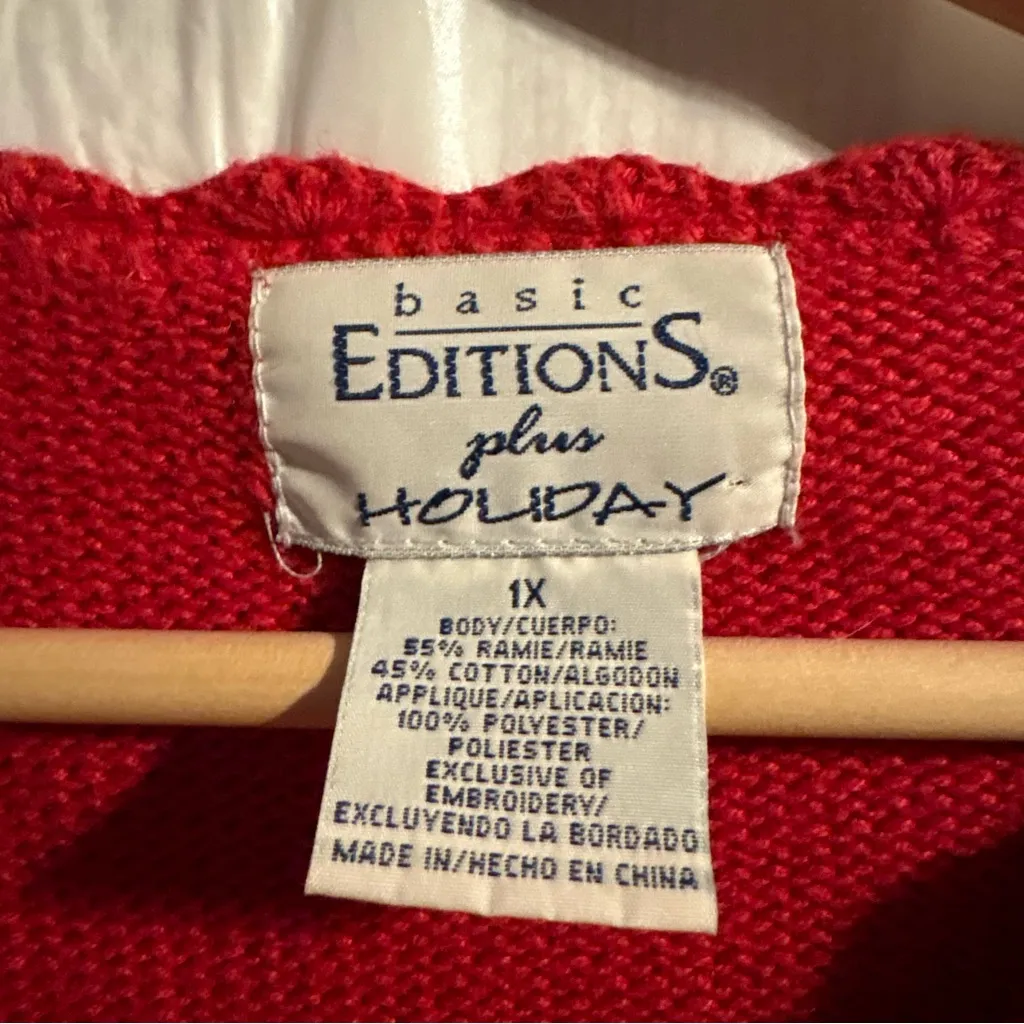 basic
EDITIONS®
plus
HOLIDAY™
1X
BODY/CUERPO:
55% RAMIE/RAMIE
45% COTTON/ALGODON
APPLIQUE/APLICACION:
100% POLYESTER/
POLIESTER
EXCLUSIVE OF
EMBROIDERY/
EXCLUYENDO LA BORDADO
MADE IN/HECHO EN CHINA